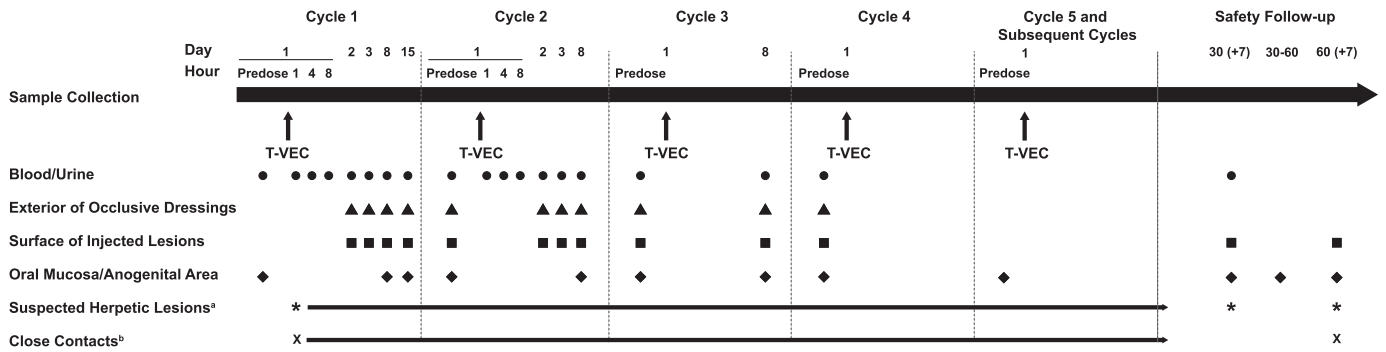 Cycle 1 Cycle 2 Cycle 3 Cycle 4 Cycle 5 and Safety Follow-up
Subsequent Cycles
Day 1 2 3 8 15 1 2 3 8 1 8 1 1 30 (+7) 30-60 60 (+7)
Hour Predose 1 4 8 Predose 1 4 8 Predose Predose Predose
Sample Collection
T-VEC T-VEC T-VEC T-VEC T-VEC
Blood/Urine
Exterior of Occlusive Dressings
Surface of Injected Lesions
Oral Mucosa/Anogenital Area
Suspected Herpetic Lesionsa * * *
Close Contactsb X X